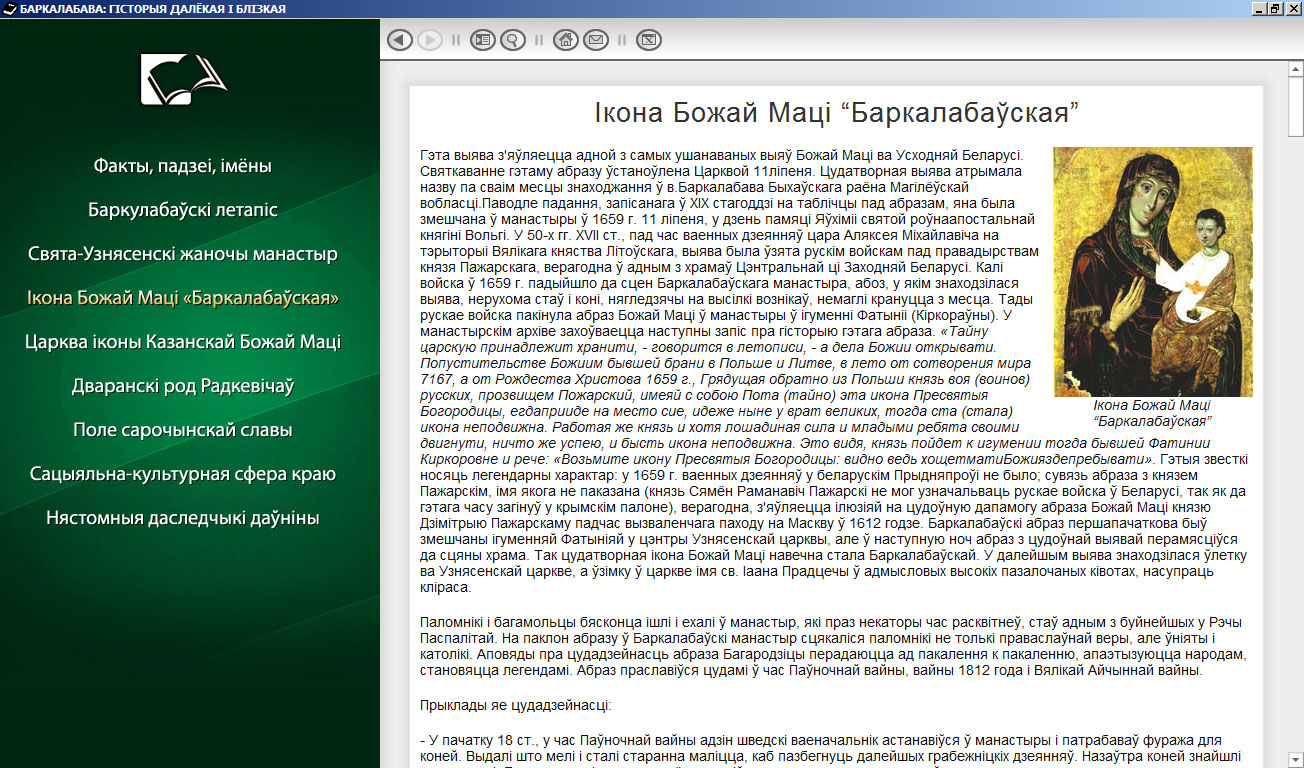 БАРКАЛАБАВА: ГІСТОРЫЯ ДАЛЁКАЯ І БЛІЗКАЯ
Факты, падзеі, імёны
Баркулабаўскі летапіс
Свята-Узнясенскі жаночы манастыр
Ікона Божай Маці «Баркалабаўская»
Царква іконы Казанскай Божай Маці
Дваранскі род Радкевічаў
Поле сарочынскай славы
Сацыяльна-культурная сфера краю
Нястомныя даследчыкі даўніны
Ікона Божай Маці “Баркалабаўская”
Гэта выява з'яўляецца адной з самых ушанаваных выяў Божай Маці ва Усходняй Беларусі.
Святкаванне гэтаму абразу ўстаноўлена Царквой 11ліпеня. Цудатворная выява атрымала
назву па сваім месцы знаходжання ў в.Баркалабава Быхаўскага раёна Магілёўскай
вобласці.Паводле падання, запісанага ў XIX стагоддзі на таблічцы пад абразам, яна была
змешчана ў манастыры ў 1659 г. 11 ліпеня, у дзень памяці Яўхіміі святой роўнаапостальнай
княгіні Вольгі. У 50-х гг. XVII ст., пад час ваенных дзеянняў цара Аляксея Міхайлавіча на
тэрыторыі Вялікага княства Літоўскага, выява была ўзята рускім войскам пад правадырствам
князя Пажарскага, верагодна ў адным з храмаў Цэнтральнай ці Заходняй Беларусі. Калі
войска ў 1659 г. падыйшло да сцен Баркалабаўскага манастыра, абоз, у якім знаходзілася
выява, нерухома стаў і коні, нягледзячы на высілкі вознікаў, немаглі крануцца з месца. Тады
рускае войска пакінула абраз Божай Маці ў манастыры ў ігуменні Фатыніі (Кіркораўны). У
манастырскім архіве захоўваецца наступны запіс пра гісторыю гэтага абраза. «Тайну
царскую принадлежит хранити, - говорится в летописи, - а дела Божии открывати.
Попустительстве Божиим бывшей брани в Польше и Литве, в лето от сотворения мира
7167, а от Рождества Христова 1659 г., Грядущая обратно из Польши князь воя (воинов)
русских, прозвищем Пожарский, имеяй с собою Пота (тайно) эта икона Пресвятыя
Богородицы, егдаприиде на место сие, идеже ныне у врат великих, тогда ста (стала)
икона неподвижна. Работая же князь и хотя лошадиная сила и младыми ребята своими
двигнути, ничто же успею, и бысть икона неподвижна. Это видя, князь пойдет к игумении тогда бывшей Фатинии
Киркоровне и рече: «Возьмите икону Пресвятыя Богородицы: видно ведь хощетматиБожияздепребывати». Гэтыя звесткі
носяць легендарны характар: у 1659 г. ваенных дзеянняў у беларускім Прыдняпроўі не было; сувязь абраза з князем
Пажарскім, імя якога не паказана (князь Сямён Раманавіч Пажарскі не мог узначальваць рускае войска ў Беларусі, так як да
гэтага часу загінуў у крымскім палоне), верагодна, з'яўляецца ілюзіяй на цудоўную дапамогу абраза Божай Маці князю
Дзімітрыю Пажарскаму падчас вызваленчага паходу на Маскву ў 1612 годзе. Баркалабаўскі абраз першапачаткова быў
змешчаны ігуменняй Фатыніяй у цэнтры Узнясенскай царквы, але ў наступную ноч абраз з цудоўнай выявай перамясціўся
да сцяны храма. Так цудатворная ікона Божай Маці навечна стала Баркалабаўскай. У далейшым выява знаходзілася ўлетку
ва Узнясенскай царкве, а ўзімку ў царкве імя св. Іаана Прадцечы ў адмысловых высокіх пазалочаных ківотах, насупраць
кліраса.
Ікона Божай Маці
“Баркалабаўская”
Паломнікі і багамольцы бясконца ішлі і ехалі ў манастыр, які праз некаторы час расквітнеў, стаў адным з буйнейшых у Рэчы
Паспалітай. На паклон абразу ў Баркалабаўскі манастыр сцякаліся паломнікі не толькі праваслаўнай веры, але ўніяты і
католікі. Аповяды пра цудадзейнасць абраза Багародзіцы перадаюцца ад пакалення к пакаленню, апаэтызуюцца народам,
становяцца легендамі. Абраз праславіўся цудамі ў час Паўночнай вайны, вайны 1812 года і Вялікай Айчыннай вайны.
Прыклады яе цудадзейнасці:
- У пачатку 18 ст., у час Паўночнай вайны адзін шведскі ваеначальнік астанавіўся ў манастыры і патрабаваў фуража для
коней. Выдалі што мелі і сталі старанна маліцца, каб пазбегнуць далейшых грабежніцкіх дзеянняў. Назаўтра коней знайшлі